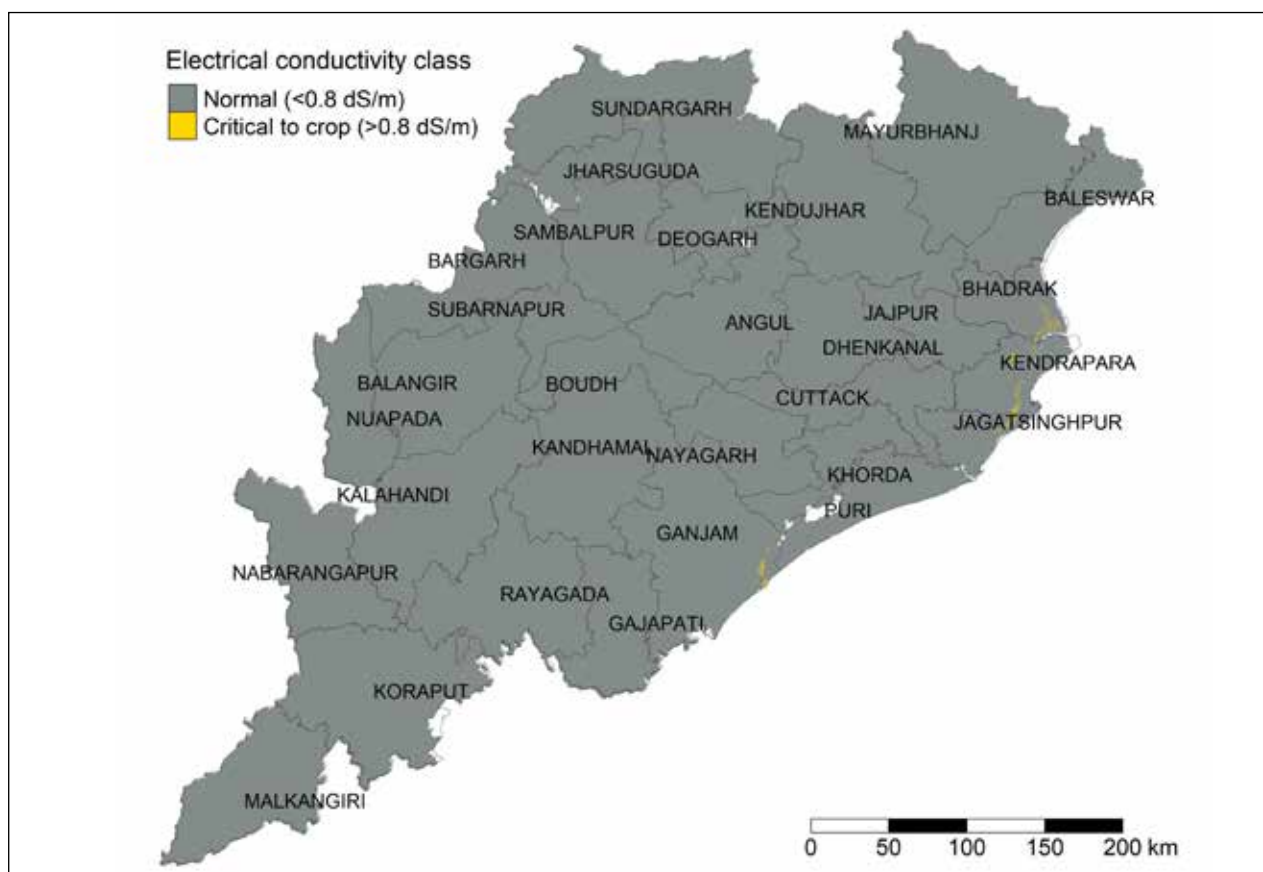 Electrical conductivity class
Normal (<0.8 dS/m)
Critical to crop (>0.8 dS/m)
SUNDARGARH
MAYURBHANJ
JHARSUGUDA
BALESWAR
KENDUJHAR
SAMBALPUR
DEOGARH
BARGARH
BHADRAK
SUBARNAPUR
ANGUL
JAJPUR
DHENKANAL
KENDRAPARA
BALANGIR
BOUDH
CUTTACK
NUAPADA
JAGATSINGHPUR
KANDHAMAL
NAYAGARH
KHORDA
KALAHANDI
PURI
GANJAM
NABARANGAPUR
RAYAGADA
GAJAPATI
KORAPUT
MALKANGIRI
0 50 100 150 200 km